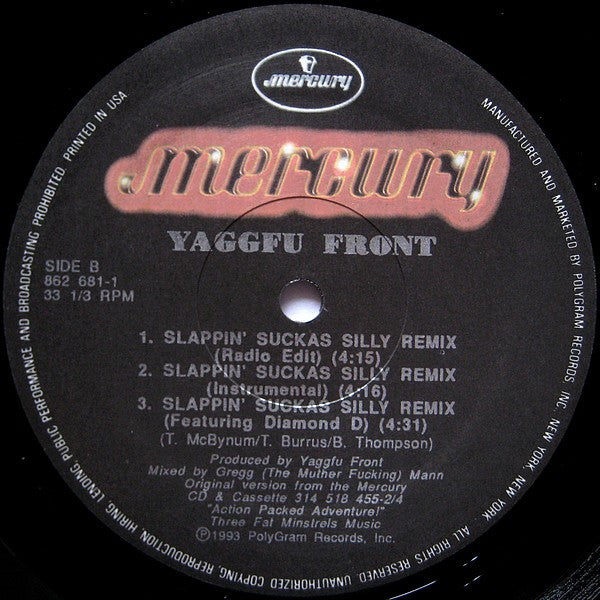 mercury
mercury
YAGGFU FRONT
SIDE B
862 681-1
33 1/3 RPM
1. SLAPPIN' SUCKAS SILLY REMIX
(Radio Edit) (4:15)
2. SLAPPIN' SUCKAS SILLY REMIX
(Instrumental) (4:16)
3. SLAPPIN' SUCKAS SILLY REMIX
(Featuring Diamond D) (4:31)
(T. McBynum/T. Burrus/B. Thompson)
Produced by Yaggfu Front
Mixed by Gregg (The Muther Fucking) Mann
Original version from the Mercury
CD & Cassette 314 518 455-2/4
"Action Packed Adventure!"
Three Fat Minstrels Music
Ⓟ©1993 PolyGram Records, Inc.
MANUFACTURED AND MARKETED BY POLYGRAM RECORDS INC. NEW YORK, NEW YORK. ALL RIGHTS RESERVED. UNAUTHORIZED COPYING, REPRODUCTION, HIRING, LENDING, PUBLIC PERFORMANCE AND BROADCASTING PROHIBITED. PRINTED IN USA